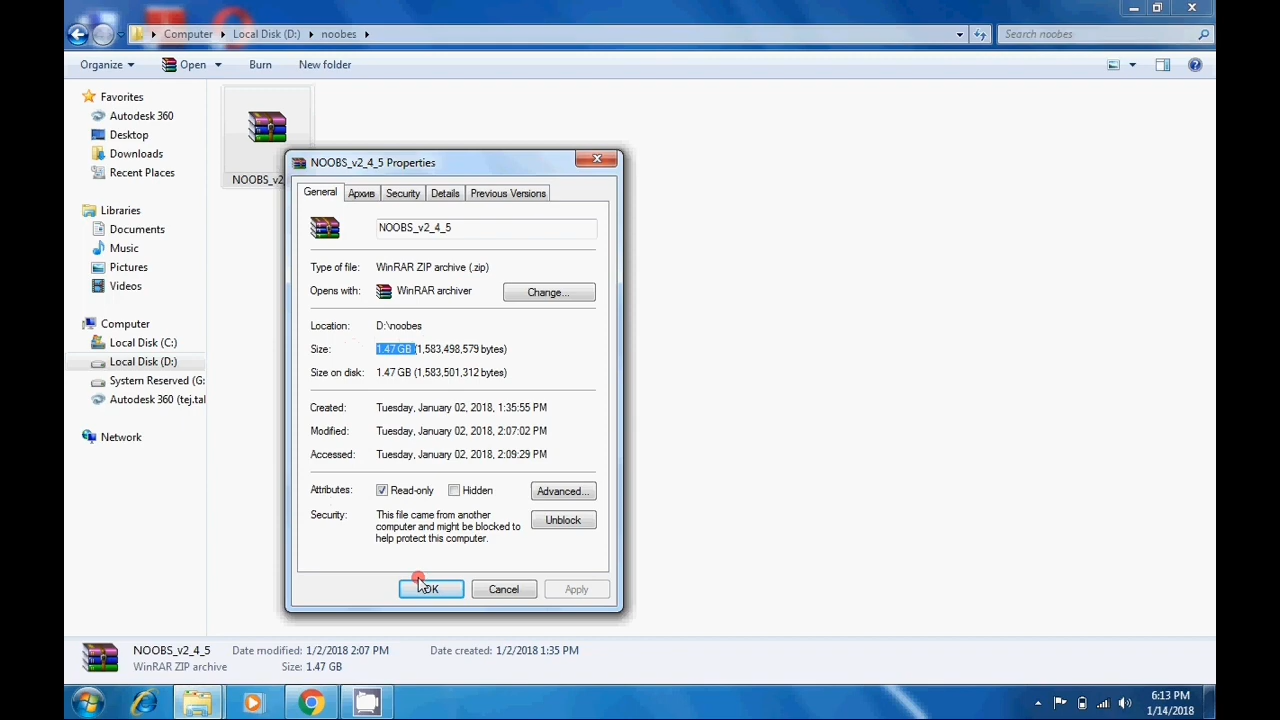 Computer
Local Disk (D:)
noobes
Search noobes
Organize
Open
Burn
New folder
Favorites
Autodesk 360
Desktop
Downloads
Recent Places
Libraries
Documents
Music
Pictures
Videos
Computer
Local Disk (C:)
Local Disk (D:)
System Reserved (G:
Autodesk 360 (tej.tal
Network
NOOBS_v2_
NOOBS_v2_4_5 Properties
General
Архив
Security
Details
Previous Versions
NOOBS_v2_4_5
Type of file: WinRAR ZIP archive (.zip)
Opens with: WinRAR archiver
Change...
Location: D:\noobes
Size: 1.47 GB (1,583,498,579 bytes)
Size on disk: 1.47 GB (1,583,501,312 bytes)
Created: Tuesday, January 02, 2018, 1:35:55 PM
Modified: Tuesday, January 02, 2018, 2:07:02 PM
Accessed: Tuesday, January 02, 2018, 2:09:29 PM
Attributes: Read-only Hidden Advanced...
Security: This file came from another
computer and might be blocked to
help protect this computer.
Unblock
OK Cancel Apply
NOOBS_v2_4_5 Date modified: 1/2/2018 2:07 PM Date created: 1/2/2018 1:35 PM
WinRAR ZIP archive Size: 1.47 GB
6:13 PM
1/14/2018